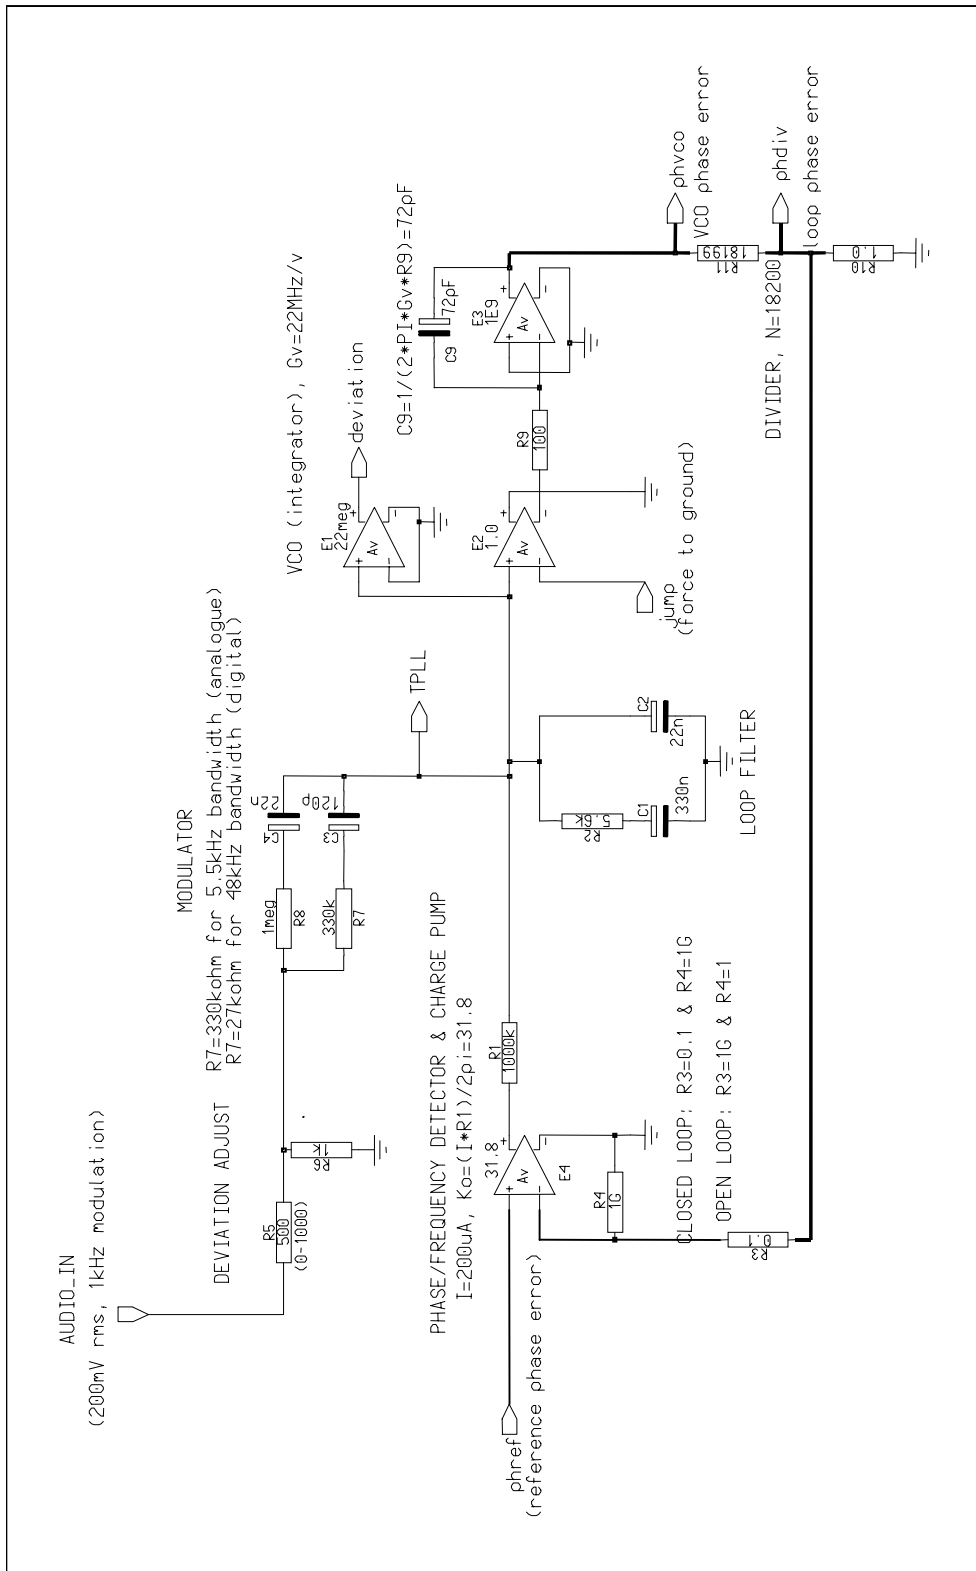 AUDIO_IN
(200mV rms, 1kHz modulation)
DEVIATION ADJUST
R5
500
(0-1000)
R6
1k
MODULATOR
R7=330kohm for 5.5kHz bandwidth (analogue)
R7=27kohm for 48kHz bandwidth (digital)
1meg
R8
330k
R7
22n
C4
120p
C3
TPLL
VCO (integrator), Gv=22MHz/v
E1
22meg
Av
+
-
+
-
deviation
C9=1/(2*PI*Gv*R9)=72pF
C9
72pF
E3
1E9
Av
+
-
+
-
R9
100
E2
1.0
Av
+
-
+
-
jump
(force to ground)
phref
(reference phase error)
PHASE/FREQUENCY DETECTOR & CHARGE PUMP
I=200uA, Ko=(I*R1)/2pi=31.8
31.8
Av
E4
+
-
+
-
R1
1000k
R4
1G
R3
0.1
CLOSED LOOP: R3=0.1 & R4=1G
OPEN LOOP: R3=1G & R4=1
R2
5.6k
C1
330n
C2
22n
LOOP FILTER
phvco
VCO phase error
R11
18199
DIVIDER, N=18200
phdiv
loop phase error
R10
1.0